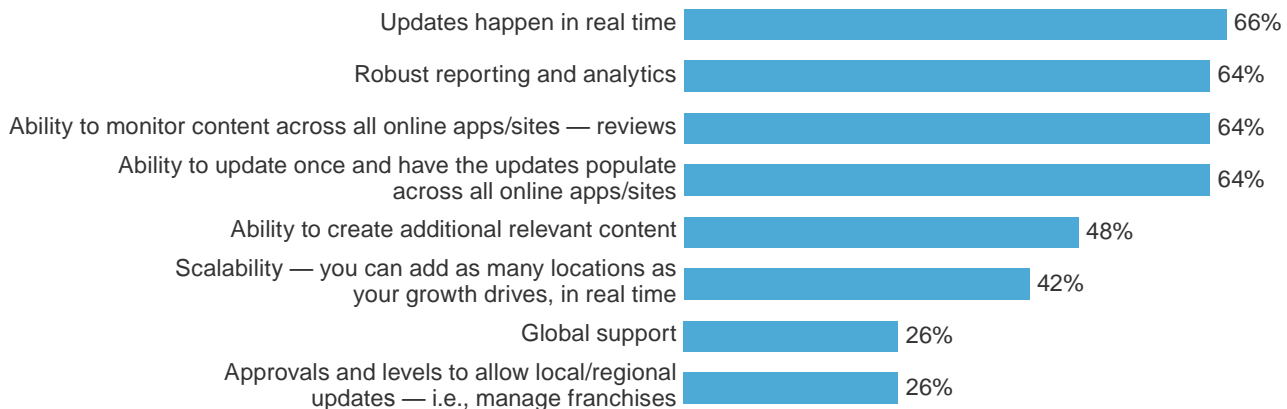 Updates happen in real time 66%
Robust reporting and analytics 64%
Ability to monitor content across all online apps/sites — reviews 64%
Ability to update once and have the updates populate
across all online apps/sites 64%
Ability to create additional relevant content 48%
Scalability — you can add as many locations as
your growth drives, in real time 42%
Global support 26%
Approvals and levels to allow local/regional
updates — i.e., manage franchises 26%